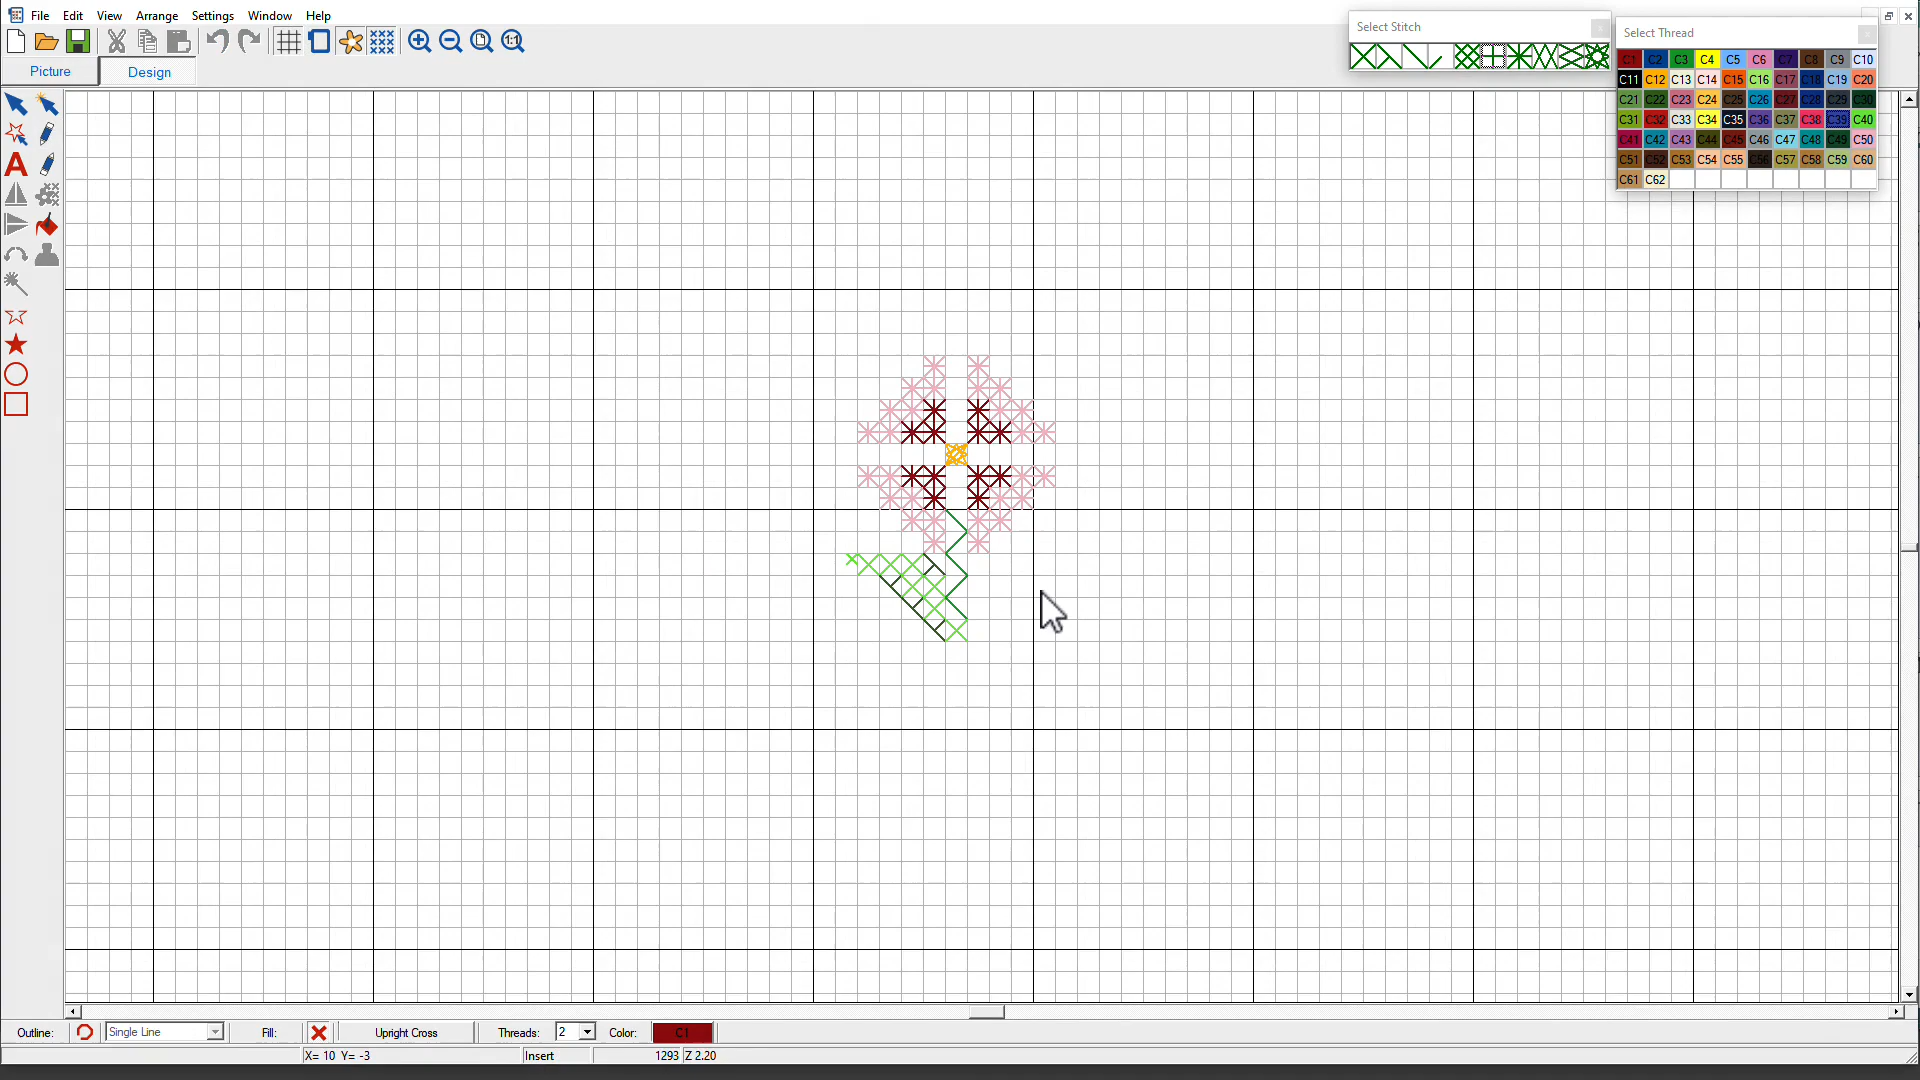 File Edit View Arrange Settings Window Help
Select Stitch
Select Thread
1:1
Picture Design
C1 C2 C3 C4 C5 C6 C7 C8 C9 C10
C11 C12 C13 C14 C15 C16 C17 C18 C19 C20
C21 C22 C23 C24 C25 C26 C27 C28 C29 C30
C31 C32 C33 C34 C35 C36 C37 C38 C39 C40
C41 C42 C43 C44 C45 C46 C47 C48 C49 C50
C51 C52 C53 C54 C55 C56 C57 C58 C59 C60
C61 C62
A
Outline: Single Line Fill: Upright Cross Threads: 2 Color: C1
X= 10 Y= -3 Insert 1293 Z 2.20